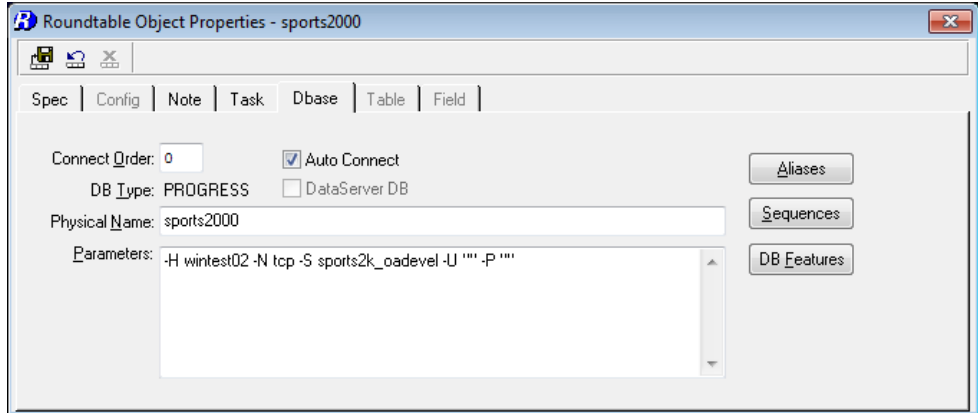 Roundtable Object Properties - sports2000
Spec Config Note Task Dbase Table Field
Connect Order: 0 Auto Connect Aliases
DB Type: PROGRESS DataServer DB
Physical Name: sports2000 Sequences
Parameters: -H wintest02 -N tcp -S sports2k_oadevel -U '"" -P '""
DB Features